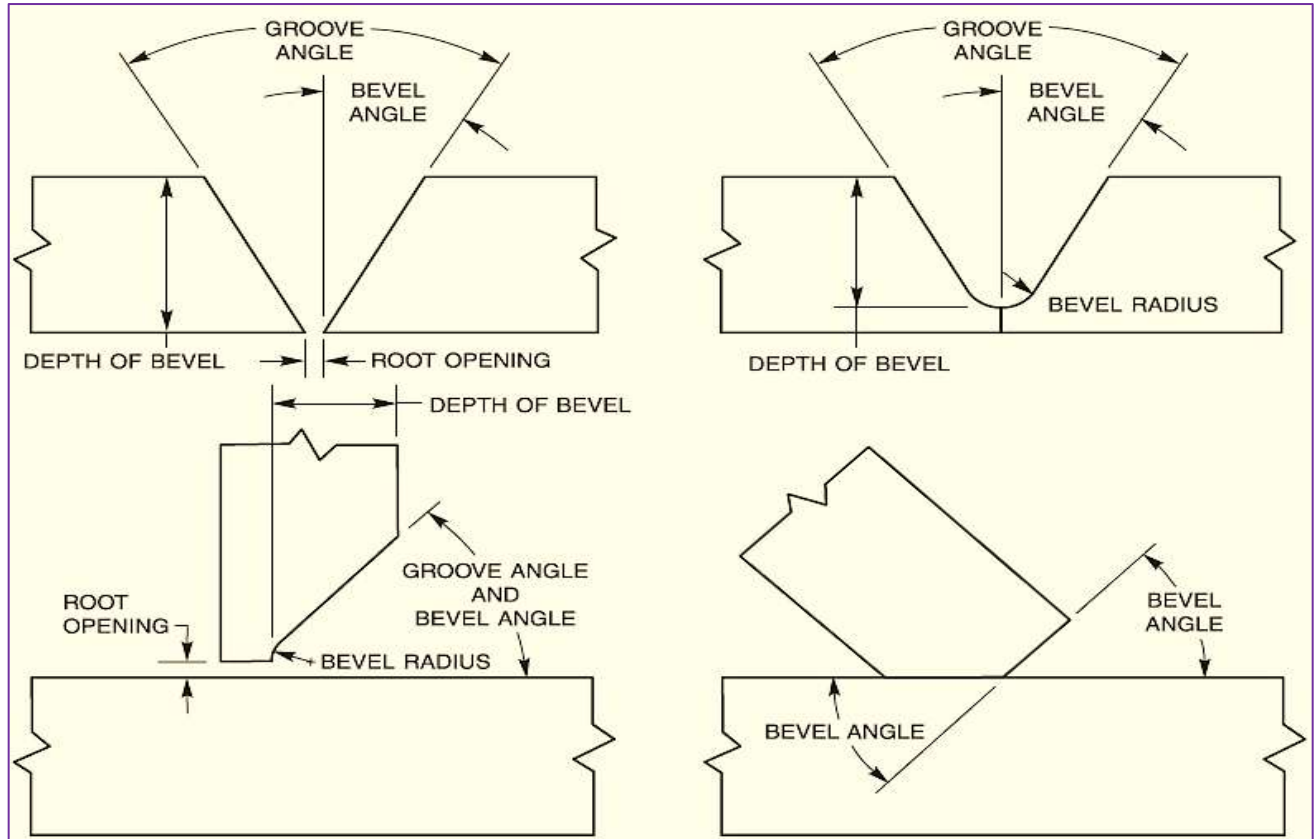 GROOVE
ANGLE
BEVEL
ANGLE
DEPTH OF BEVEL
ROOT OPENING
GROOVE
ANGLE
BEVEL
ANGLE
BEVEL RADIUS
DEPTH OF BEVEL
DEPTH OF BEVEL
GROOVE ANGLE
AND
BEVEL ANGLE
ROOT
OPENING
BEVEL RADIUS
BEVEL
ANGLE
BEVEL ANGLE